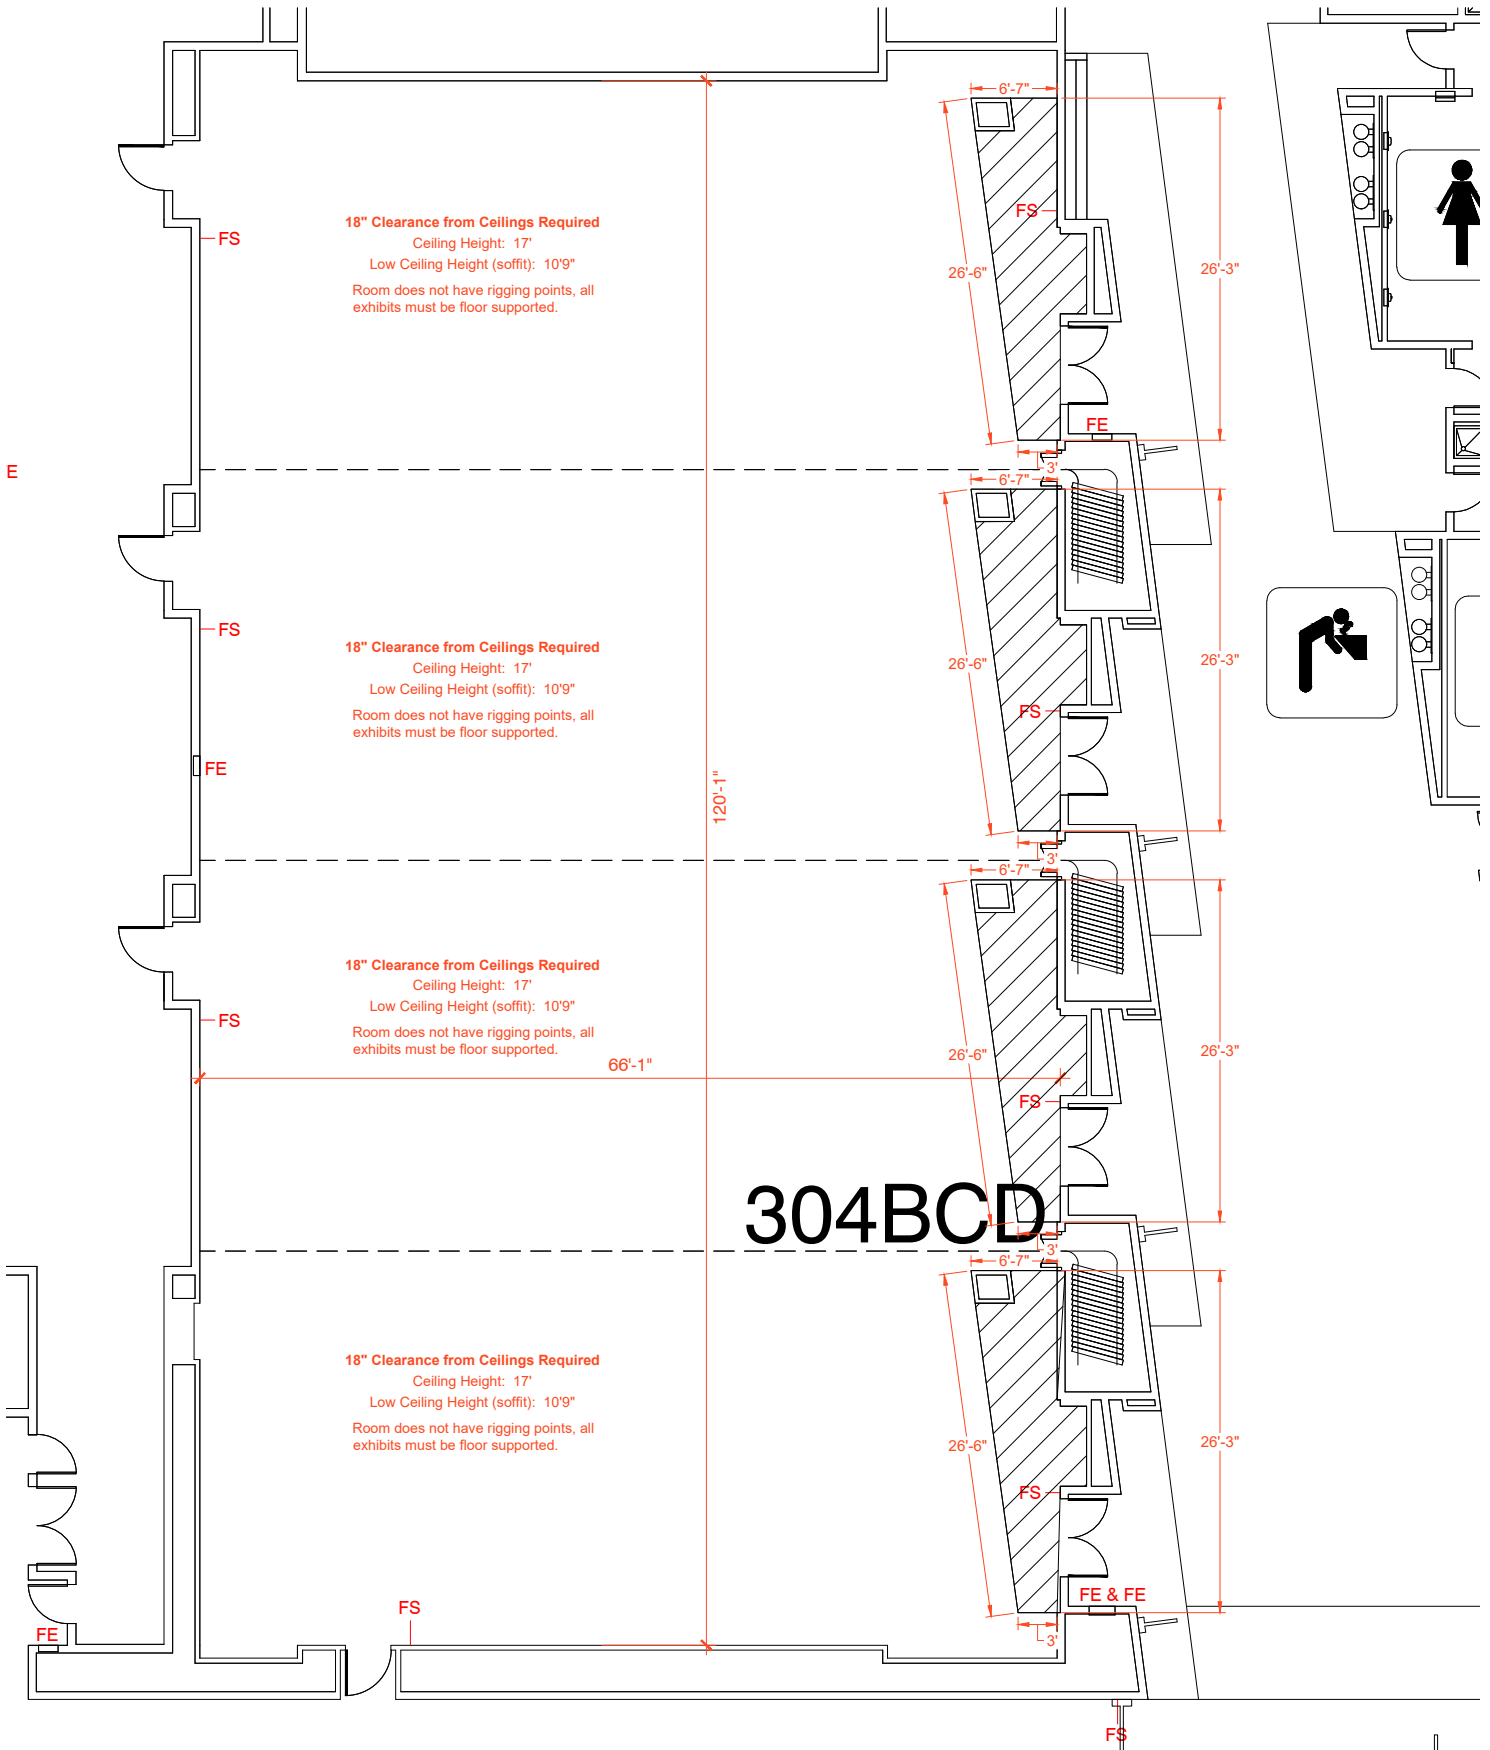 6'-7"
FS
FS
18" Clearance from Ceilings Required
Ceiling Height: 17'
Low Ceiling Height (soffit): 10'9"
Room does not have rigging points, all
exhibits must be floor supported.
26'-6"
26'-3"
FE
E
3'
6'-7"
FS
18" Clearance from Ceilings Required
Ceiling Height: 17'
Low Ceiling Height (soffit): 10'9"
Room does not have rigging points, all
exhibits must be floor supported.
26'-6"
26'-3"
FS
FE
120'-1"
3'
6'-7"
18" Clearance from Ceilings Required
Ceiling Height: 17'
Low Ceiling Height (soffit): 10'9"
Room does not have rigging points, all
exhibits must be floor supported.
FS
26'-6"
26'-3"
66'-1"
FS
304BCD
3'
6'-7"
18" Clearance from Ceilings Required
Ceiling Height: 17'
Low Ceiling Height (soffit): 10'9"
Room does not have rigging points, all
exhibits must be floor supported.
26'-6"
26'-3"
FS
FE & FE
FS
FE
3'
FS